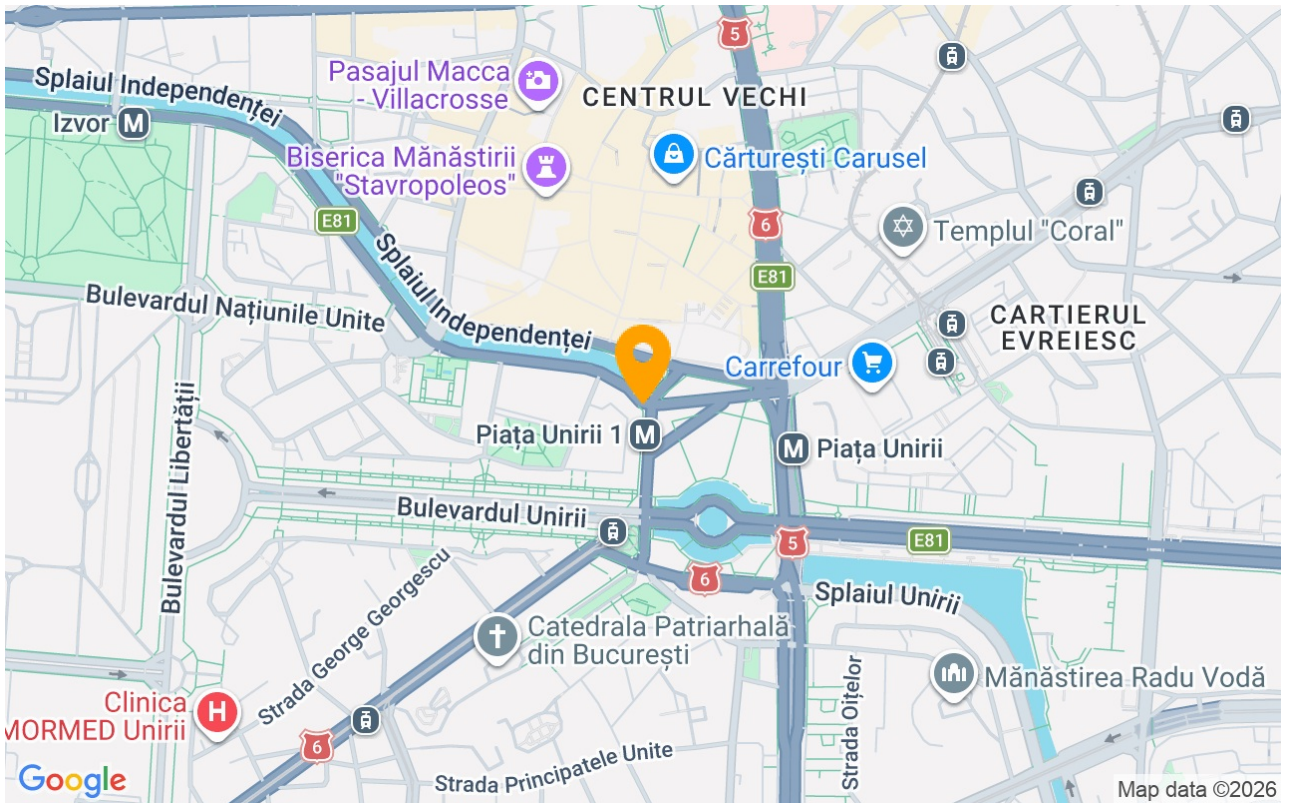 5
Pasajul Macca
- Villacrosse
CENTRUL VECHI
Splaiul Independenței
Izvor M
Cărturești Carusel
Biserica Mănăstirii
"Stavropoleos"
E81
6
Templul "Coral"
Splaiul Independenței
E81
Bulevardul Națiunile Unite
CARTIERUL
EVREIESC
Carrefour
Piața Unirii 1 M
M Piața Unirii
Bulevardul Libertății
Bulevardul Unirii
5
E81
6
Splaiul Unirii
Strada George Georgescu
Catedrala Patriarhală
din București
Strada Oițelor
Mănăstirea Radu Vodă
Clinica
MORMED Unirii
H
6
Strada Principatele Unite
Google
Map data ©2026